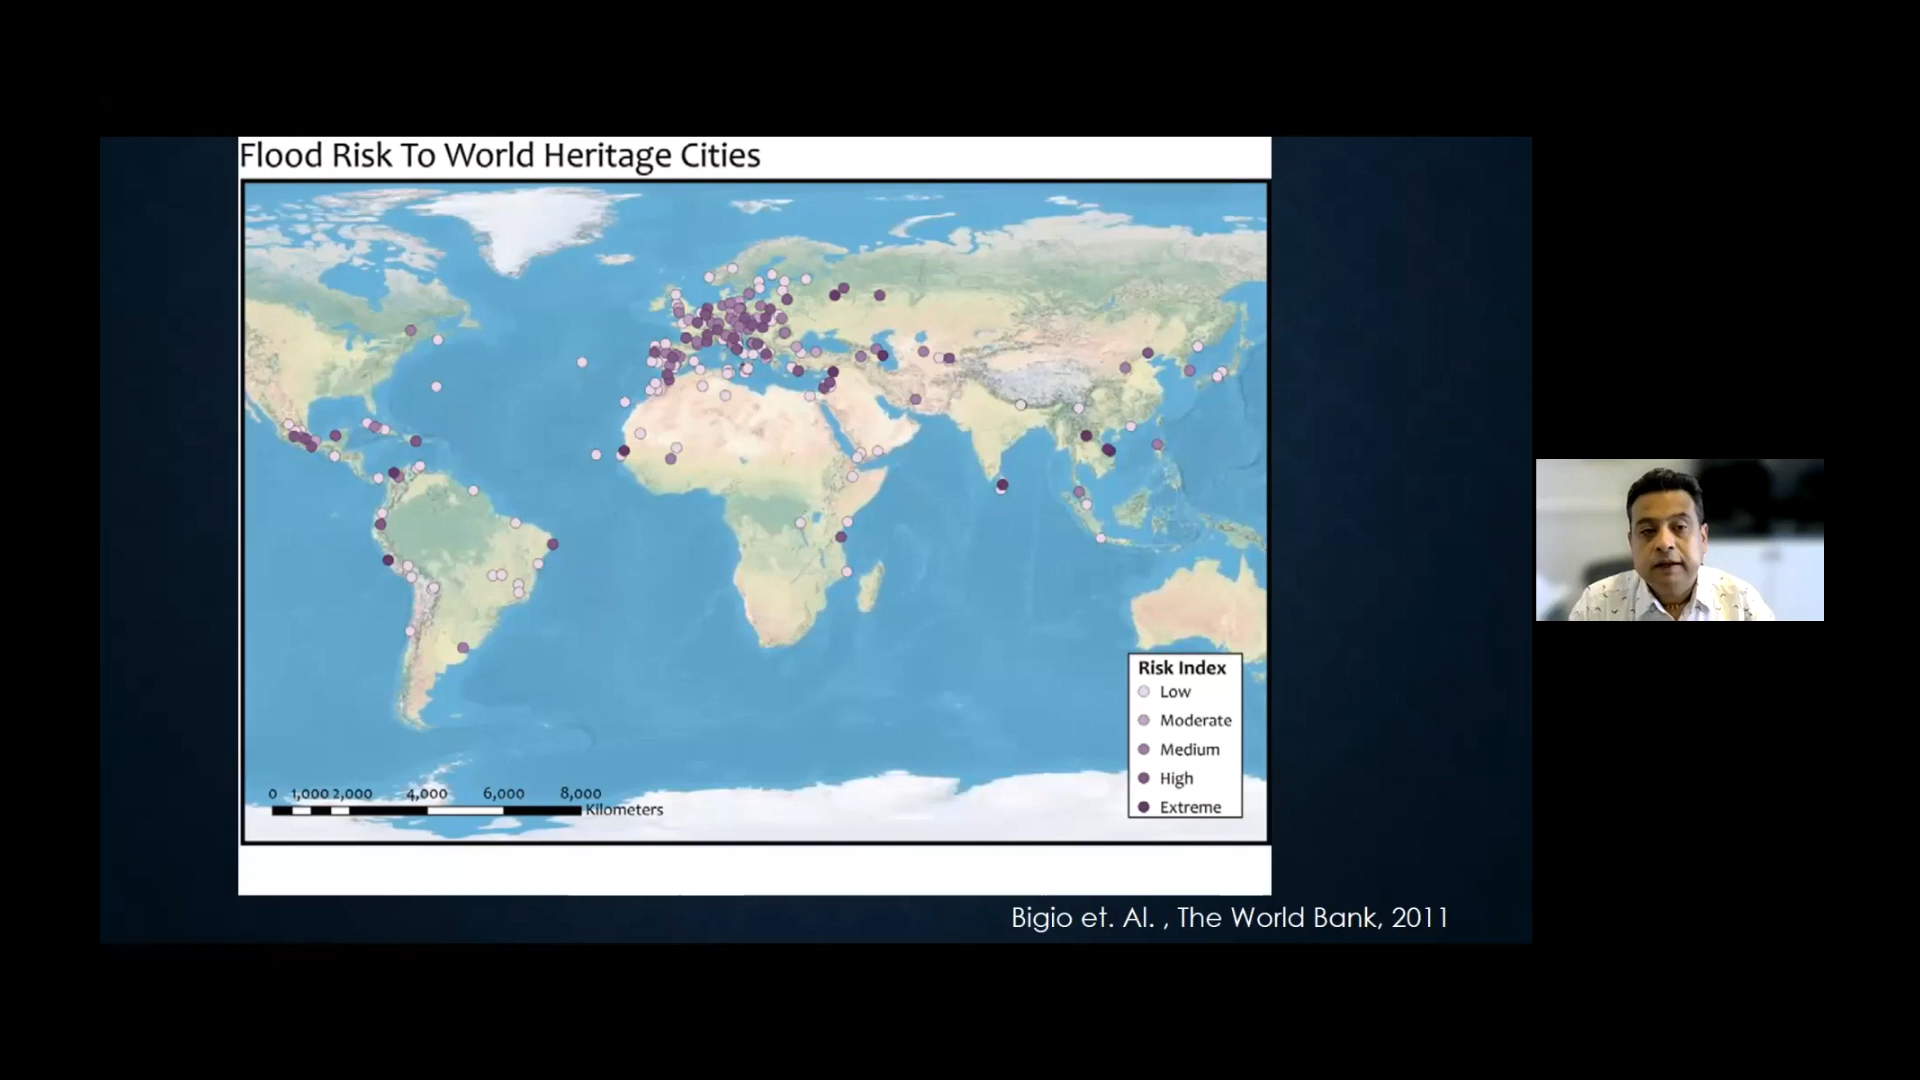 Flood Risk To World Heritage Cities
Risk Index
Low
Moderate
Medium
High
Extreme
0 1,000 2,000 4,000 6,000 8,000
Kilometers
Bigio et. Al. , The World Bank, 2011